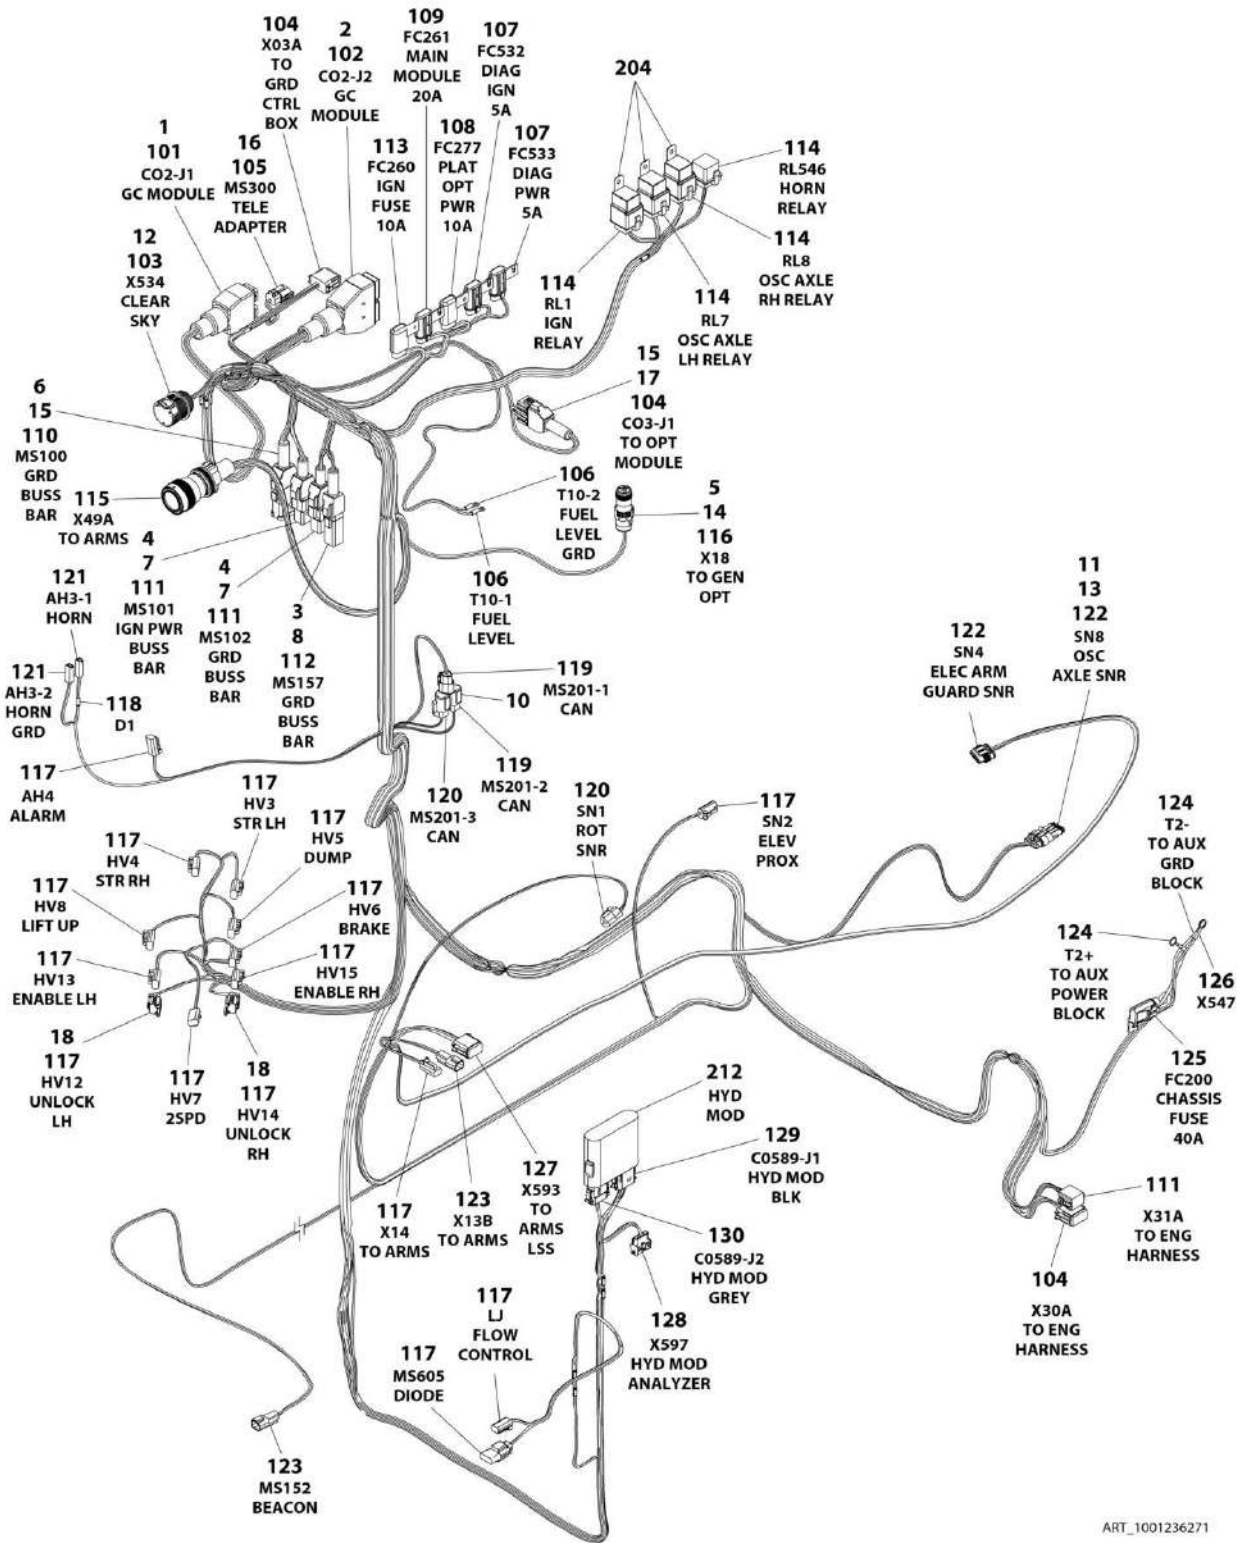 104
X03A
TO
GRD
CTRL
BOX
2
102
CO2-J2
GC
MODULE
109
FC261
MAIN
MODULE
20A
107
FC532
DIAG
IGN
5A
204
1
101
CO2-J1
GC MODULE
16
105
MS300
TELE
ADAPTER
113
FC260
IGN
FUSE
10A
108
FC277
PLAT
OPT
PWR
10A
107
FC533
DIAG
PWR
5A
114
RL546
HORN
RELAY
12
103
X534
CLEAR
SKY
114
RL1
IGN
RELAY
114
RL7
OSC AXLE
LH RELAY
114
RL8
OSC AXLE
RH RELAY
6
15
110
MS100
GRD
BUSS
BAR
15
17
104
CO3-J1
TO OPT
MODULE
115
X49A
TO ARMS
4
7
111
MS101
IGN PWR
BUSS
BAR
4
7
111
MS102
GRD
BUSS
BAR
3
8
112
MS157
GRD
BUSS
BAR
106
T10-2
FUEL
LEVEL
GRD
106
T10-1
FUEL
LEVEL
5
14
116
X18
TO GEN
OPT
121
AH3-1
HORN
121
AH3-2
HORN
GRD
118
D1
117
AH4
ALARM
119
MS201-1
CAN
10
119
MS201-2
CAN
120
MS201-3
CAN
122
SN4
ELEC ARM
GUARD SNR
11
13
122
SN8
OSC
AXLE SNR
117
HV3
STR LH
117
HV4
STR RH
117
HV5
DUMP
117
HV8
LIFT UP
117
HV6
BRAKE
117
HV13
ENABLE LH
117
HV15
ENABLE RH
18
117
HV12
UNLOCK
LH
117
HV7
2SPD
18
117
HV14
UNLOCK
RH
120
SN1
ROT
SNR
117
SN2
ELEV
PROX
124
T2-
TO AUX
GRD
BLOCK
124
T2+
TO AUX
POWER
BLOCK
126
X547
125
FC200
CHASSIS
FUSE
40A
212
HYD
MOD
129
C0589-J1
HYD MOD
BLK
130
C0589-J2
HYD MOD
GREY
117
X14
TO ARMS
123
X13B
TO ARMS
127
X593
TO
ARMS
LSS
111
X31A
TO ENG
HARNESS
104
X30A
TO ENG
HARNESS
128
X597
HYD MOD
ANALYZER
117
LJ
FLOW
CONTROL
117
MS605
DIODE
123
MS152
BEACON
ART_1001236271